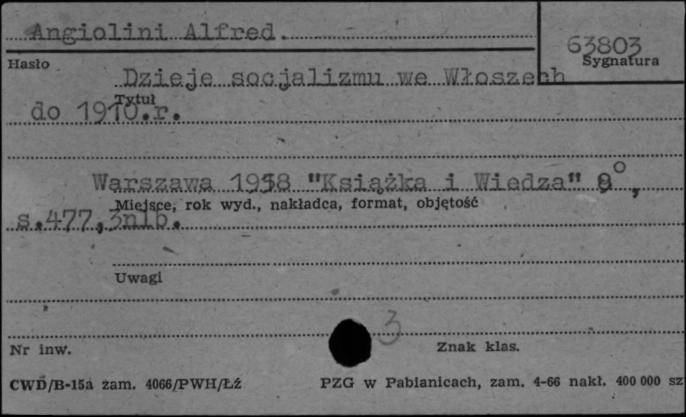 Angiolini Alfred.
63803
Hasło
Sygnatura
Dzieje socjalizmu we Włoszech
Tytuł
do 1910.r.
Warszawa 1958 "Książka i Wiedza" 8°,
Miejsce, rok wyd., nakładca, format, objętość
s.477,3nlb.
Uwagi
3
Nr inw.
Znak klas.
CWD/B-15a zam. 4066/PWH/Łź
PZG w Pabianicach, zam. 4-66 nakł. 400 000 sz